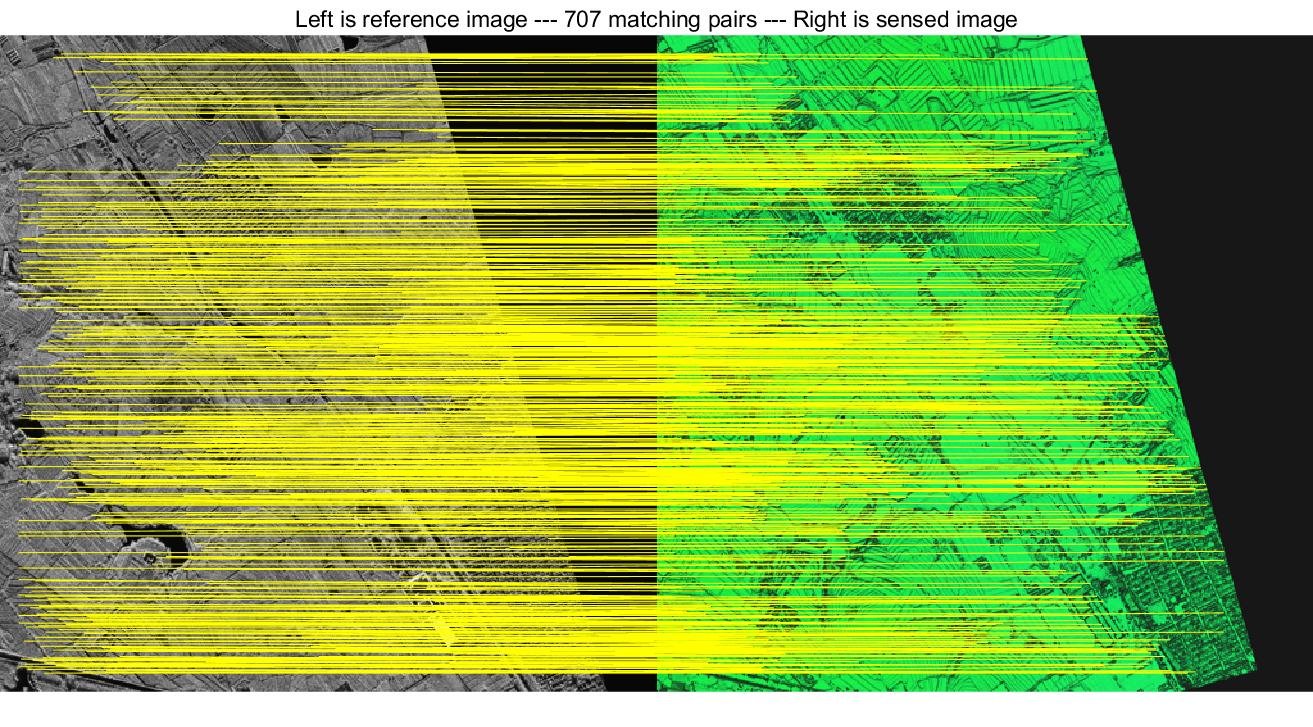 Left is reference image --- 707 matching pairs --- Right is sensed image